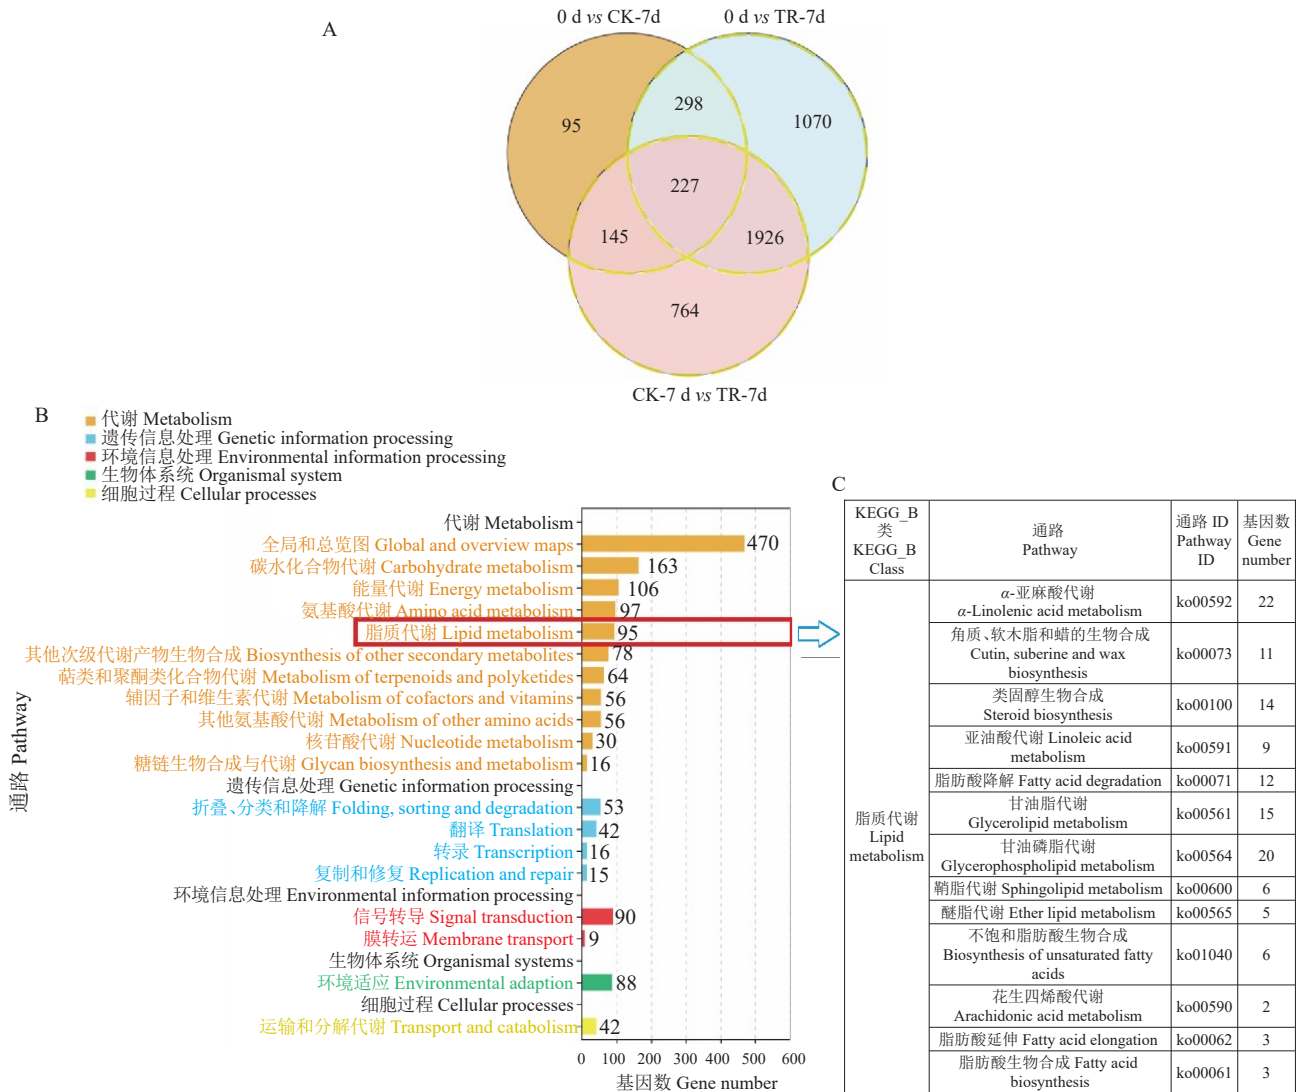 A
0 d vs CK-7d
0 d vs TR-7d
95
298
1070
227
145
1926
764
CK-7 d vs TR-7d
B
代谢 Metabolism
遗传信息处理 Genetic information processing
环境信息处理 Environmental information processing
生物体系统 Organismal system
细胞过程 Cellular processes
通路 Pathway
代谢 Metabolism
全局和总览图 Global and overview maps 470
碳水化合物代谢 Carbohydrate metabolism 163
能量代谢 Energy metabolism 106
氨基酸代谢 Amino acid metabolism 97
脂质代谢 Lipid metabolism 95
其他次级代谢产物生物合成 Biosynthesis of other secondary metabolites 78
萜类和聚酮类化合物代谢 Metabolism of terpenoids and polyketides 64
辅因子和维生素代谢 Metabolism of cofactors and vitamins 56
其他氨基酸代谢 Metabolism of other amino acids 56
核苷酸代谢 Nucleotide metabolism 30
糖链生物合成与代谢 Glycan biosynthesis and metabolism 16
遗传信息处理 Genetic information processing
折叠、分类和降解 Folding, sorting and degradation 53
翻译 Translation 42
转录 Transcription 16
复制和修复 Replication and repair 15
环境信息处理 Environmental information processing
信号转导 Signal transduction 90
膜转运 Membrane transport 9
生物体系统 Organismal systems
环境适应 Environmental adaption 88
细胞过程 Cellular processes
运输和分解代谢 Transport and catabolism 42
0 100 200 300 400 500 600
基因数 Gene number
C
KEGG_B
类
KEGG_B
Class
通路
Pathway
通路 ID
Pathway
ID
基因数
Gene
number
脂质代谢
Lipid
metabolism
α-亚麻酸代谢
α-Linolenic acid metabolism
ko00592
22
角质、软木脂和蜡的生物合成
Cutin, suberine and wax
biosynthesis
ko00073
11
类固醇生物合成
Steroid biosynthesis
ko00100
14
亚油酸代谢 Linoleic acid
metabolism
ko00591
9
脂肪酸降解 Fatty acid degradation
ko00071
12
甘油脂代谢
Glycerolipid metabolism
ko00561
15
甘油磷脂代谢
Glycerophospholipid metabolism
ko00564
20
鞘脂代谢 Sphingolipid metabolism
ko00600
6
醚脂代谢 Ether lipid metabolism
ko00565
5
不饱和脂肪酸生物合成
Biosynthesis of unsaturated fatty
acids
ko01040
6
花生四烯酸代谢
Arachidonic acid metabolism
ko00590
2
脂肪酸延伸 Fatty acid elongation
ko00062
3
脂肪酸生物合成 Fatty acid
biosynthesis
ko00061
3